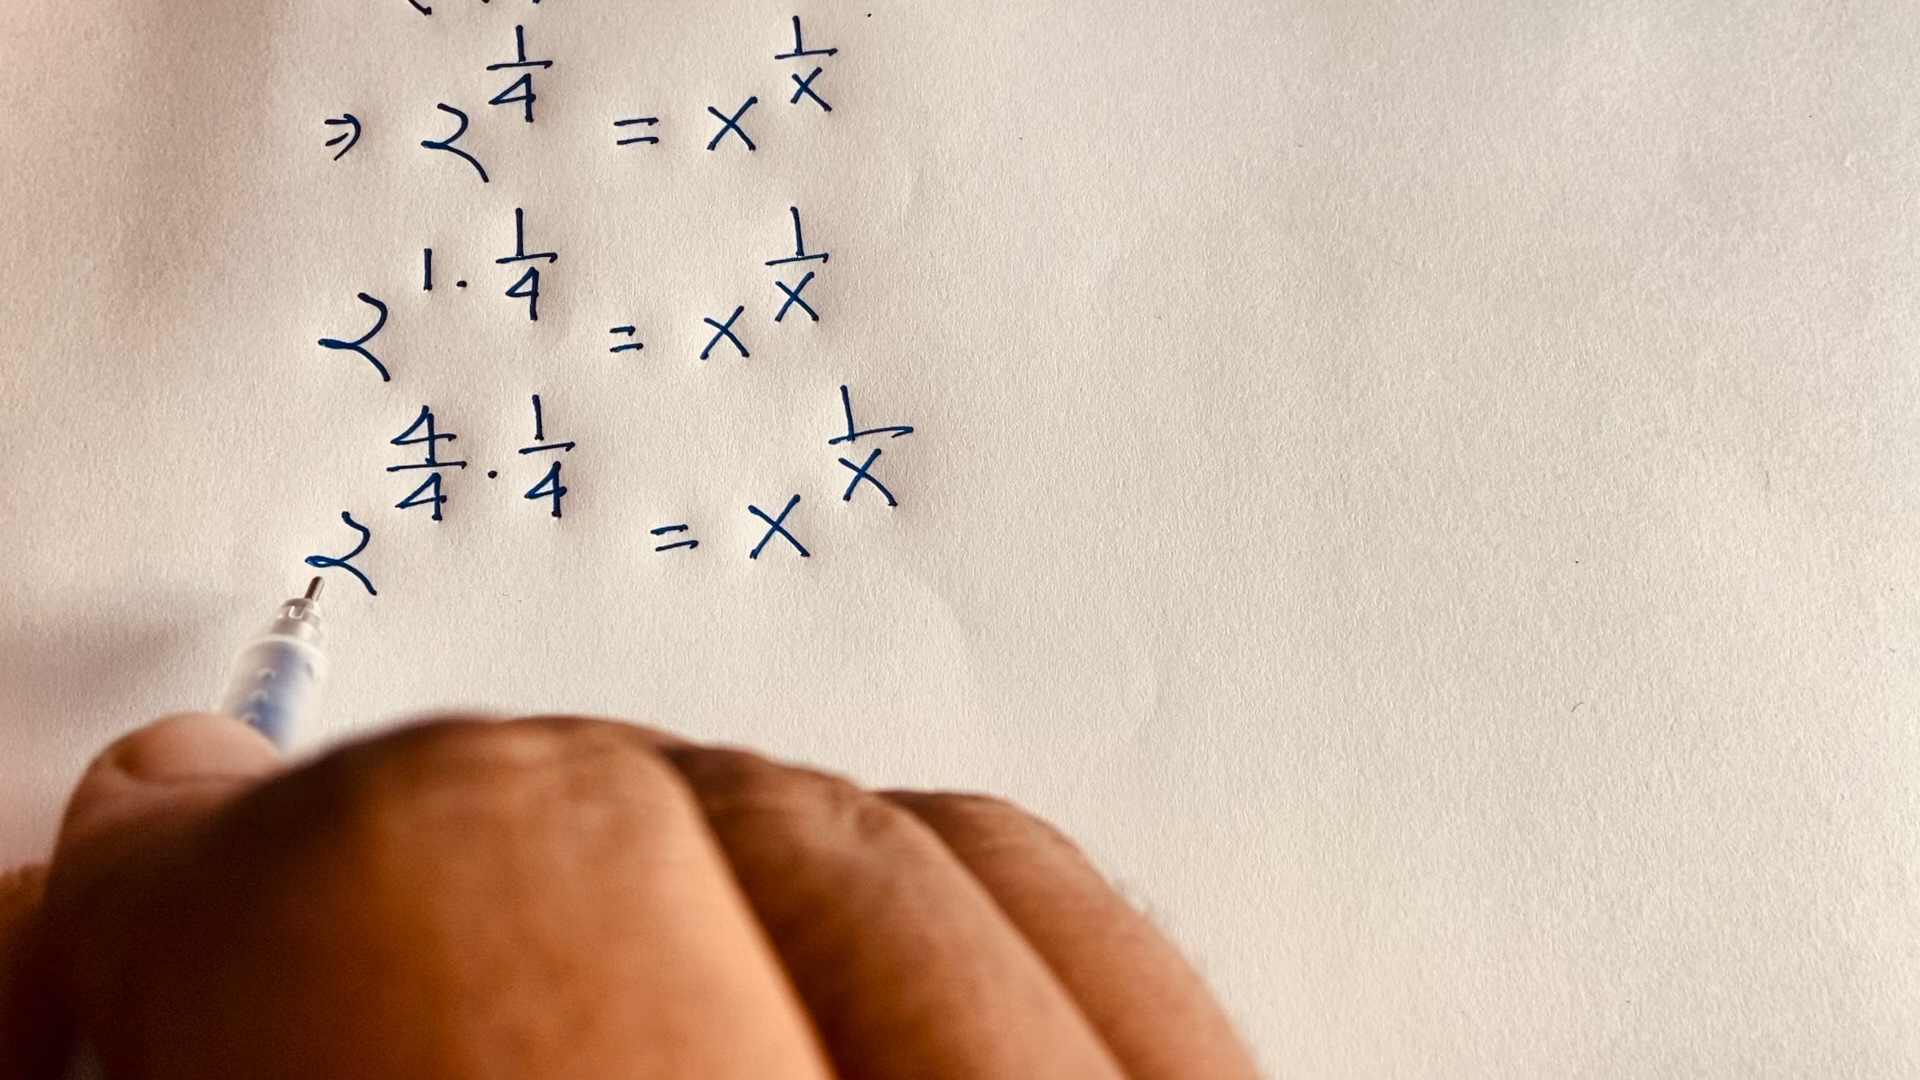 ⇒ 2^(1/4) = x^(1/x)
2^(1·1/4) = x^(1/x)
2^(4/4·1/4) = x^(1/x)